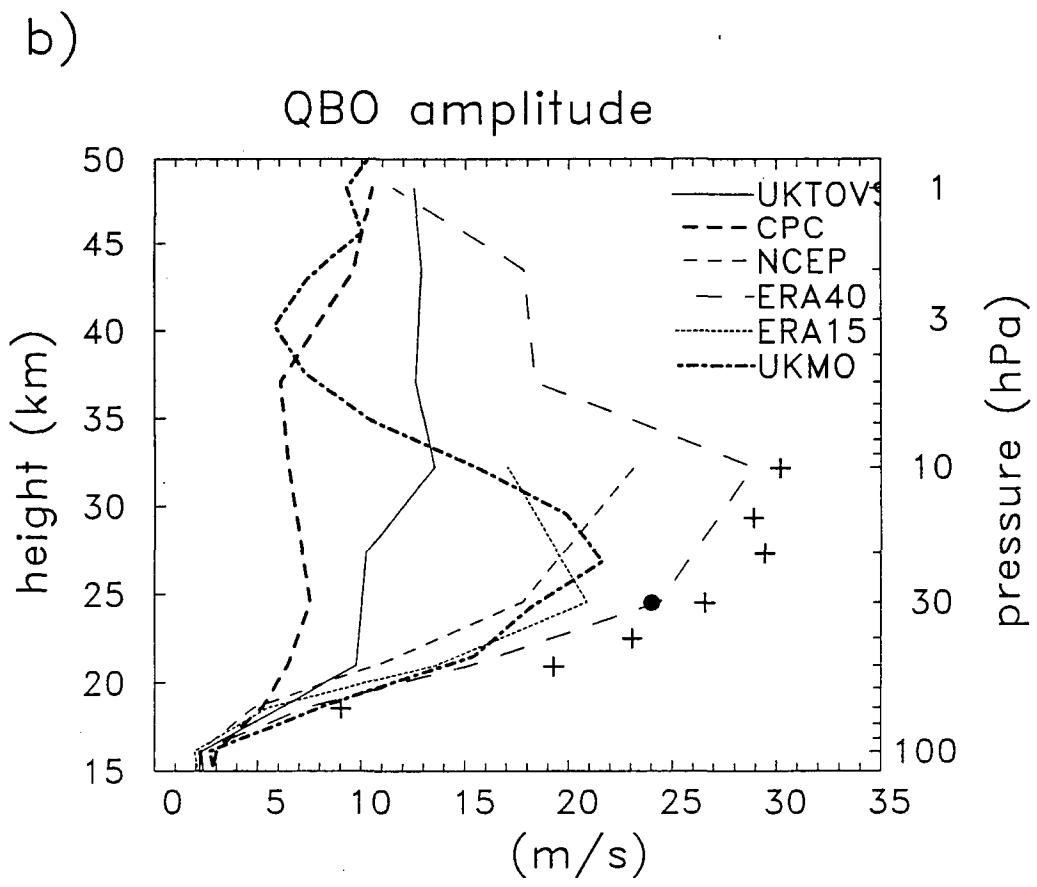 b)
QBO amplitude
50
45
40
35
30
25
20
15
height (km)
UKTOVS
CPC
NCEP
ERA40
ERA15
UKMO
1
3
10
30
100
pressure (hPa)
0 5 10 15 20 25 30 35
(m/s)